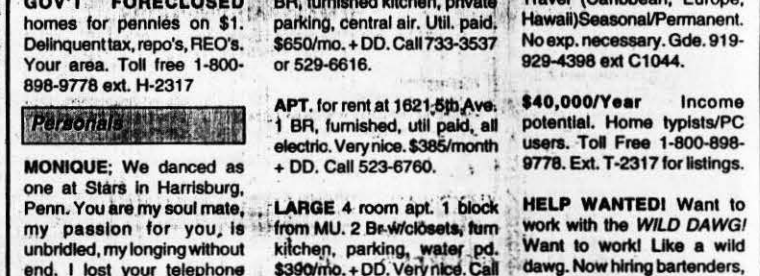 GOV'T FORECLOSED
homes for pennies on $1.
Delinquent tax, repo's, REO's.
Your area. Toll free 1-800-
898-9778 ext. H-2317
Personals
MONIQUE; We danced as
one at Stars in Harrisburg,
Penn. You are my soul mate,
my passion for you, is
unbridled, my longing without
end. I lost your telephone
BR, furnished kitchen, private
parking, central air. Util. paid.
$650/mo. + DD. Call 733-3537
or 529-6616.
APT. for rent at 1621 5th Ave.
1 BR, furnished, util paid, all
electric. Very nice. $385/month
+ DD. Call 523-6760.
LARGE 4 room apt. 1 block
from MU. 2 Br w/closets, furn
kitchen, parking, water pd.
$390/mo. + DD. Very nice. Call
Travel (Caribbean, Europe,
Hawaii)Seasonal/Permanent.
No exp. necessary. Gde. 919-
929-4398 ext C1044.
$40,000/Year Income
potential. Home typists/PC
users. Toll Free 1-800-898-
9778. Ext. T-2317 for listings.
HELP WANTED! Want to
work with the WILD DAWG!
Want to work! Like a wild
dawg. Now hiring bartenders,